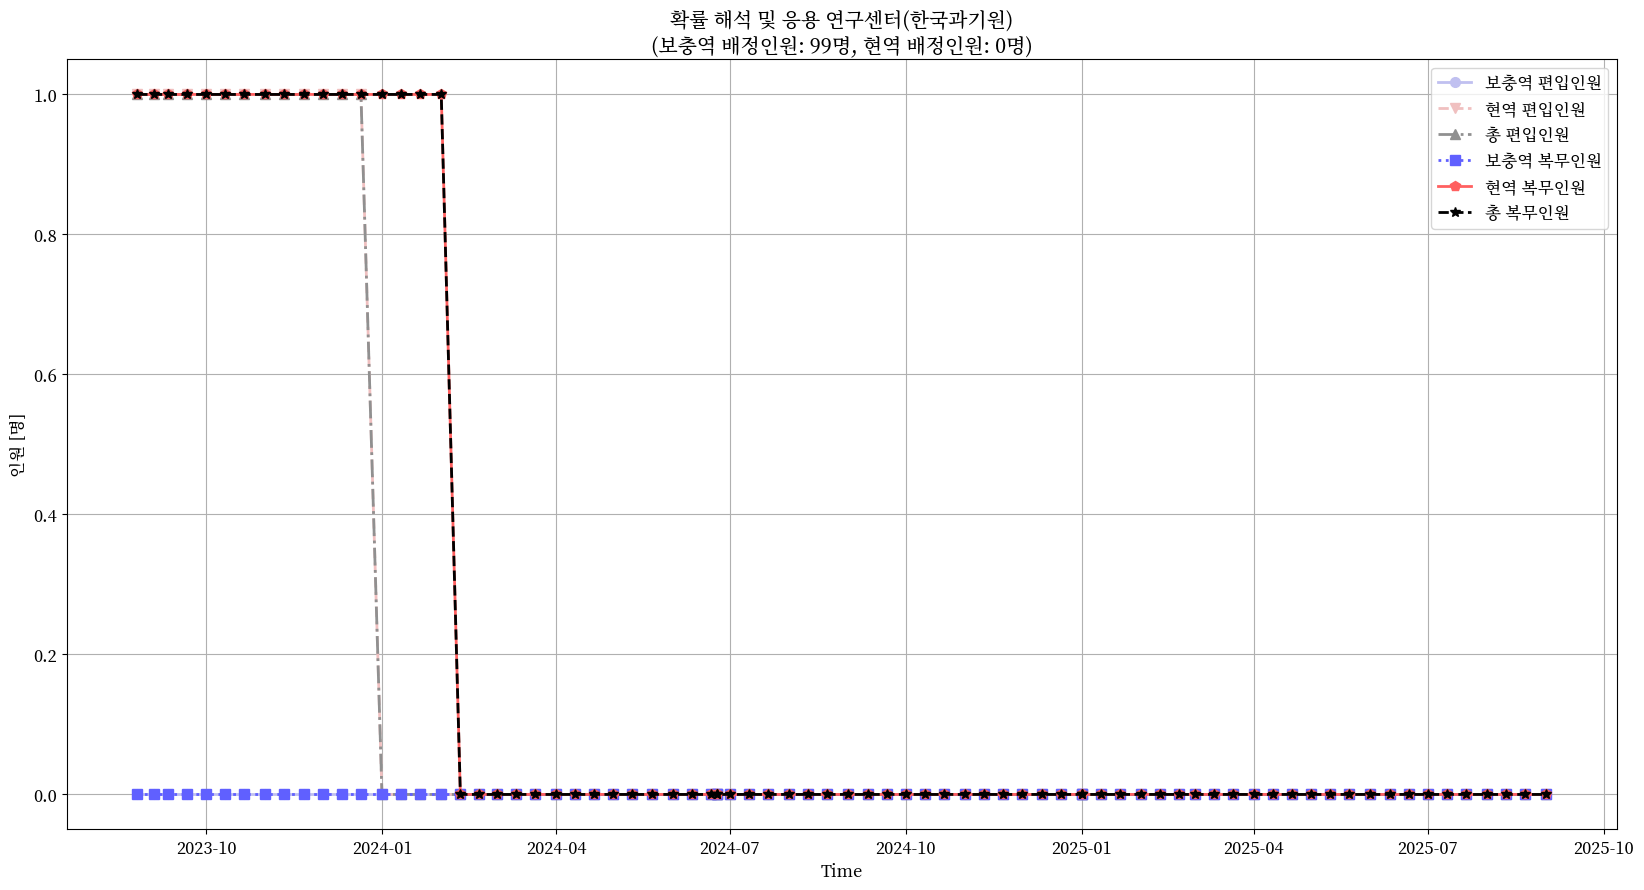 확률 해석 및 응용 연구센터(한국과기원)
(보충역 배정인원: 99명, 현역 배정인원: 0명)
보충역 편입인원
현역 편입인원
총 편입인원
보충역 복무인원
현역 복무인원
총 복무인원
인원 [명]
1.0
0.8
0.6
0.4
0.2
0.0
2023-10
2024-01
2024-04
2024-07
2024-10
2025-01
2025-04
2025-07
2025-10
Time